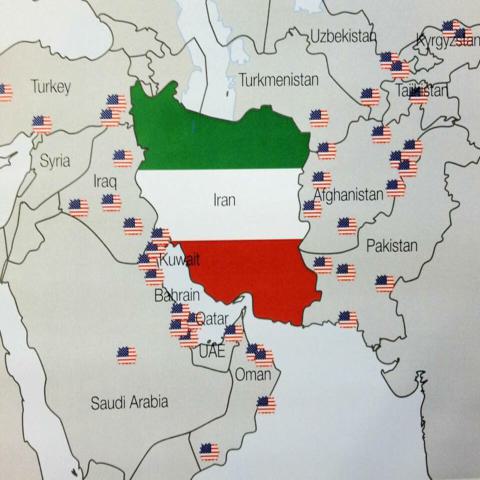 Uzbekistan
Kyrgyzstan
Turkey
Turkmenistan
Tajikistan
Syria
Iraq
Iran
Afghanistan
Pakistan
Kuwait
Bahrain
Qatar
UAE
Oman
Saudi Arabia